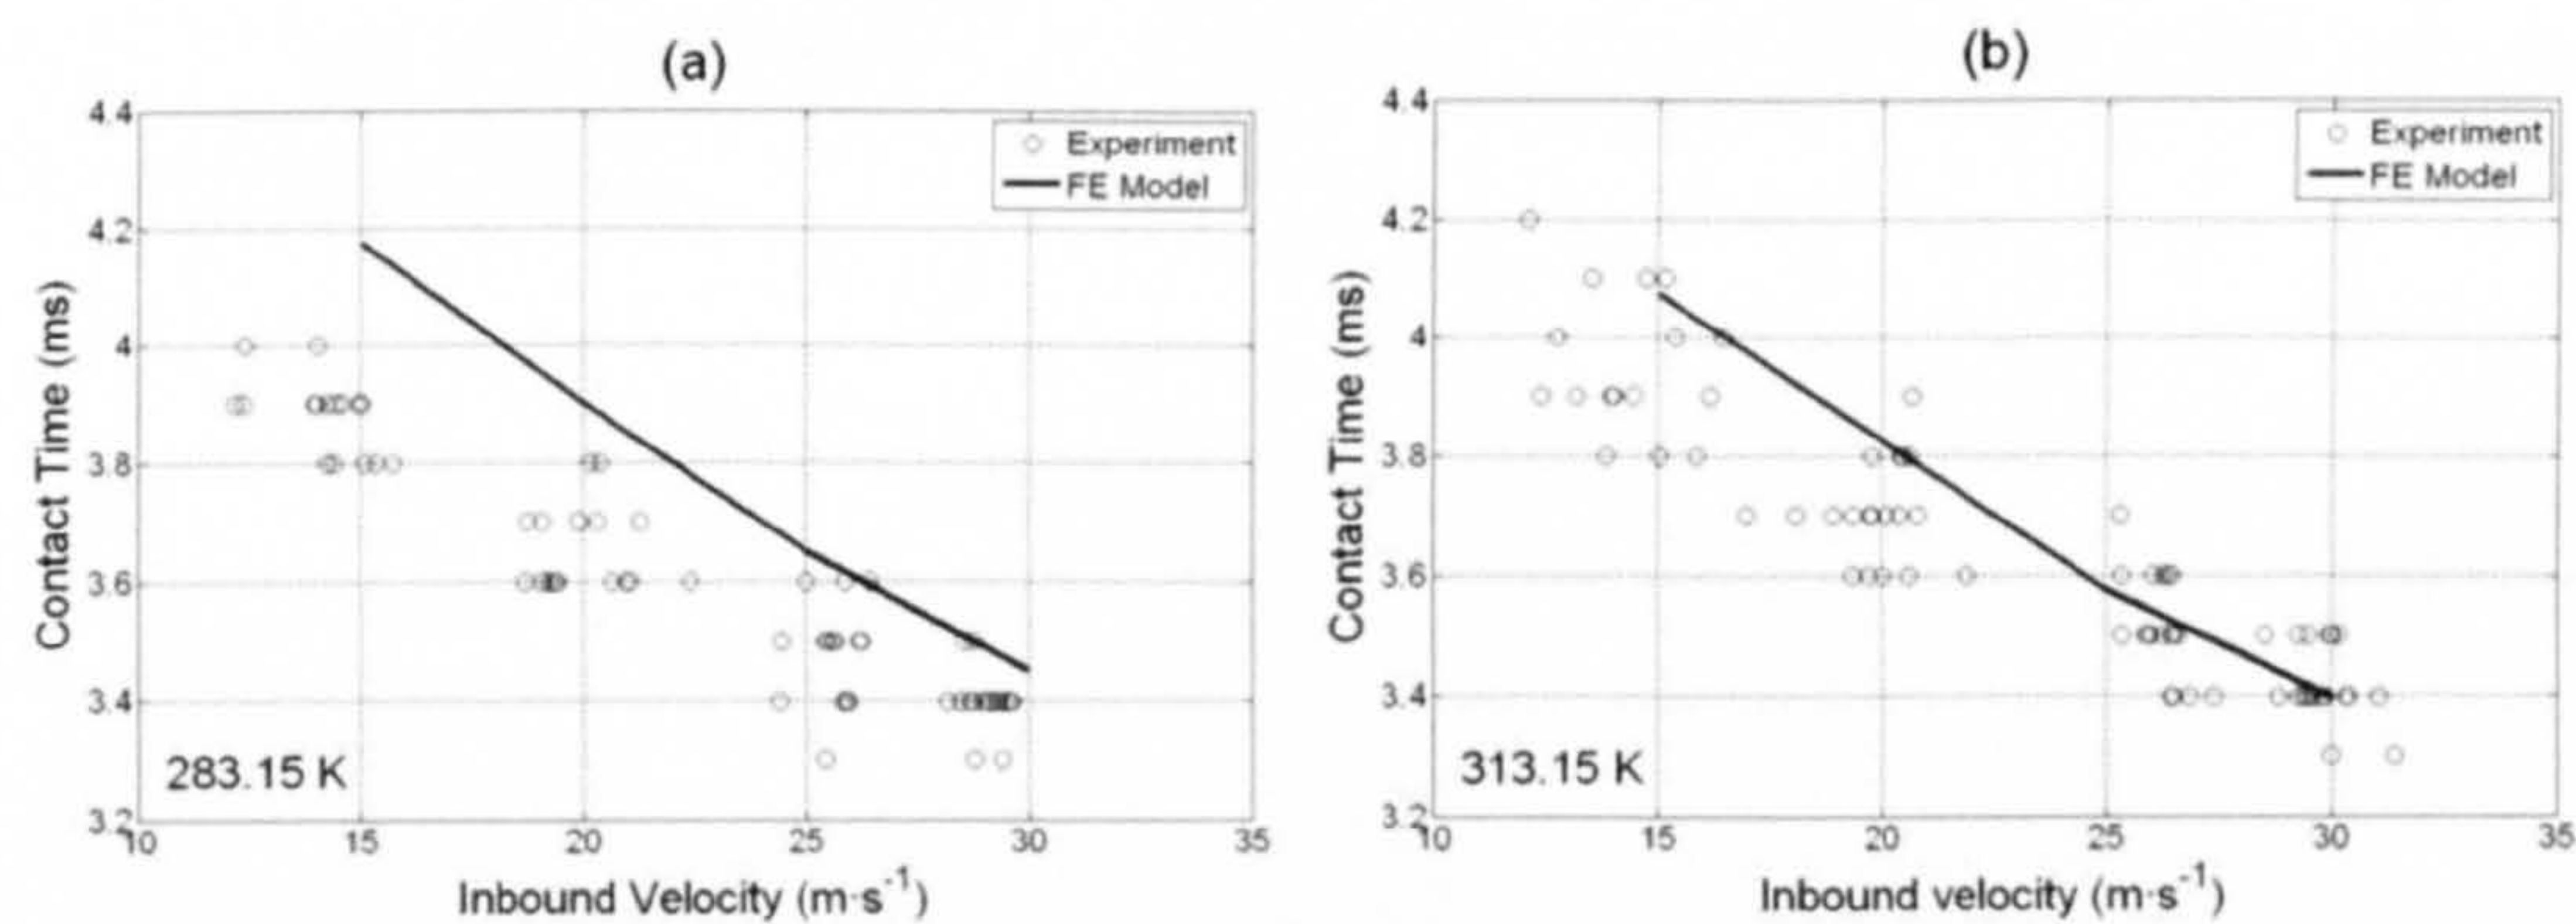 (a)
4.4
4.2
4
3.8
3.6
3.4
3.2
Contact Time (ms)
Experiment
FE Model
283.15 K
10 15 20 25 30 35
Inbound Velocity (m·s⁻¹)
(b)
4.4
4.2
4
3.8
3.6
3.4
3.2
Contact Time (ms)
Experiment
FE Model
313.15 K
10 15 20 25 30 35
Inbound velocity (m·s⁻¹)